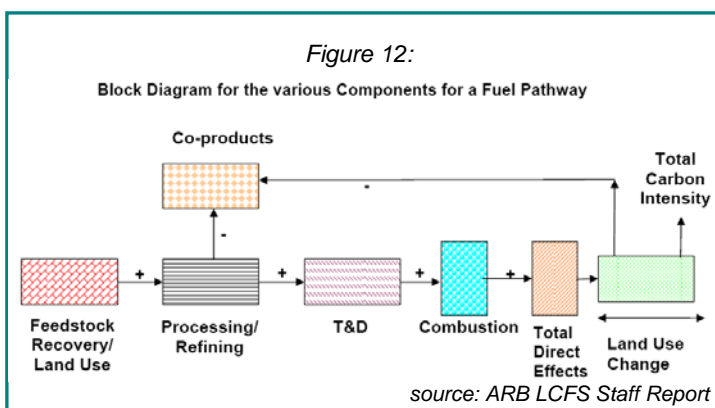 Figure 12:
Block Diagram for the various Components for a Fuel Pathway
Co-products
Total
Carbon
Intensity
-
-
+
+
+
+
Feedstock
Recovery/
Land Use
Processing/
Refining
T&D
Combustion
Total
Direct
Effects
Land Use
Change
source: ARB LCFS Staff Report